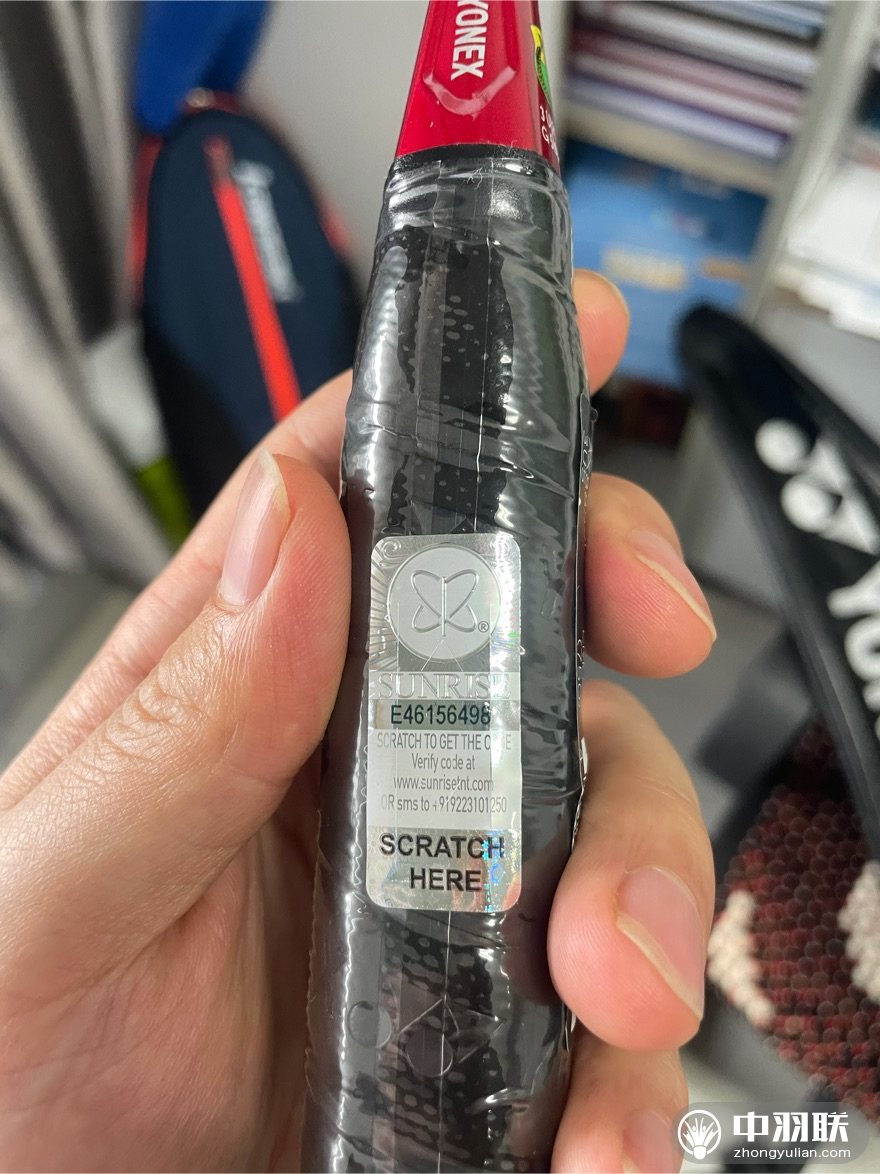 YONEX
®
SUNRISE
E46156498
SCRATCH TO GET THE CODE
Verify code at
www.sunrisetnt.com
OR sms to +919223101250
SCRATCH
HERE
中羽联
zhongyulian.com